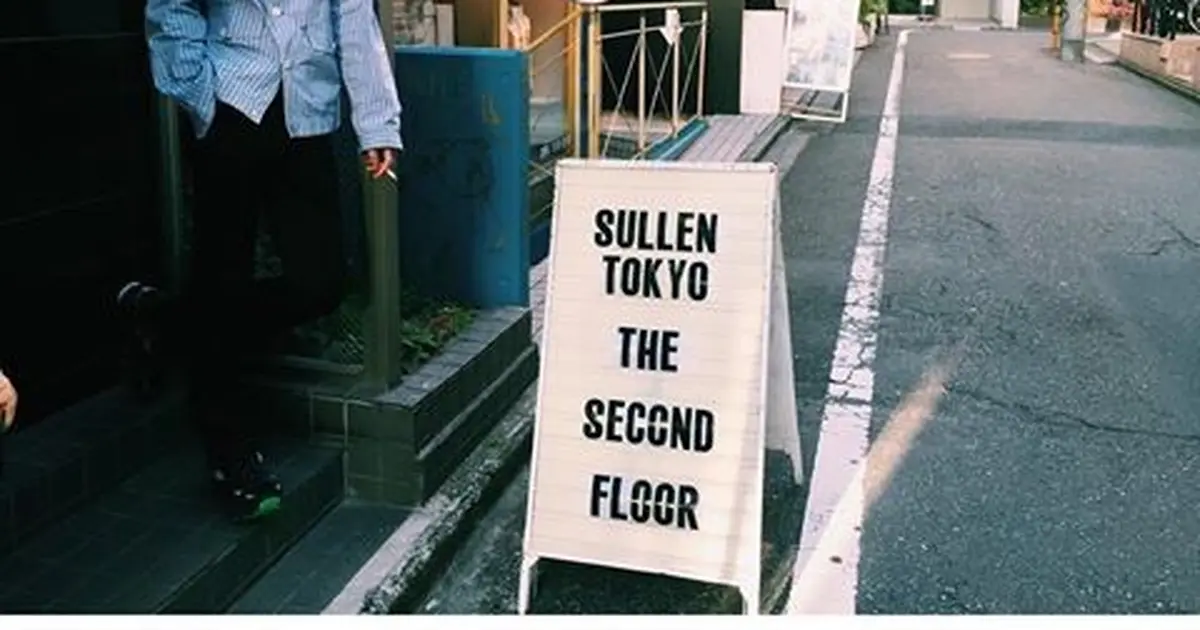 SULLEN
TOKYO
THE
SECOND
FLOOR